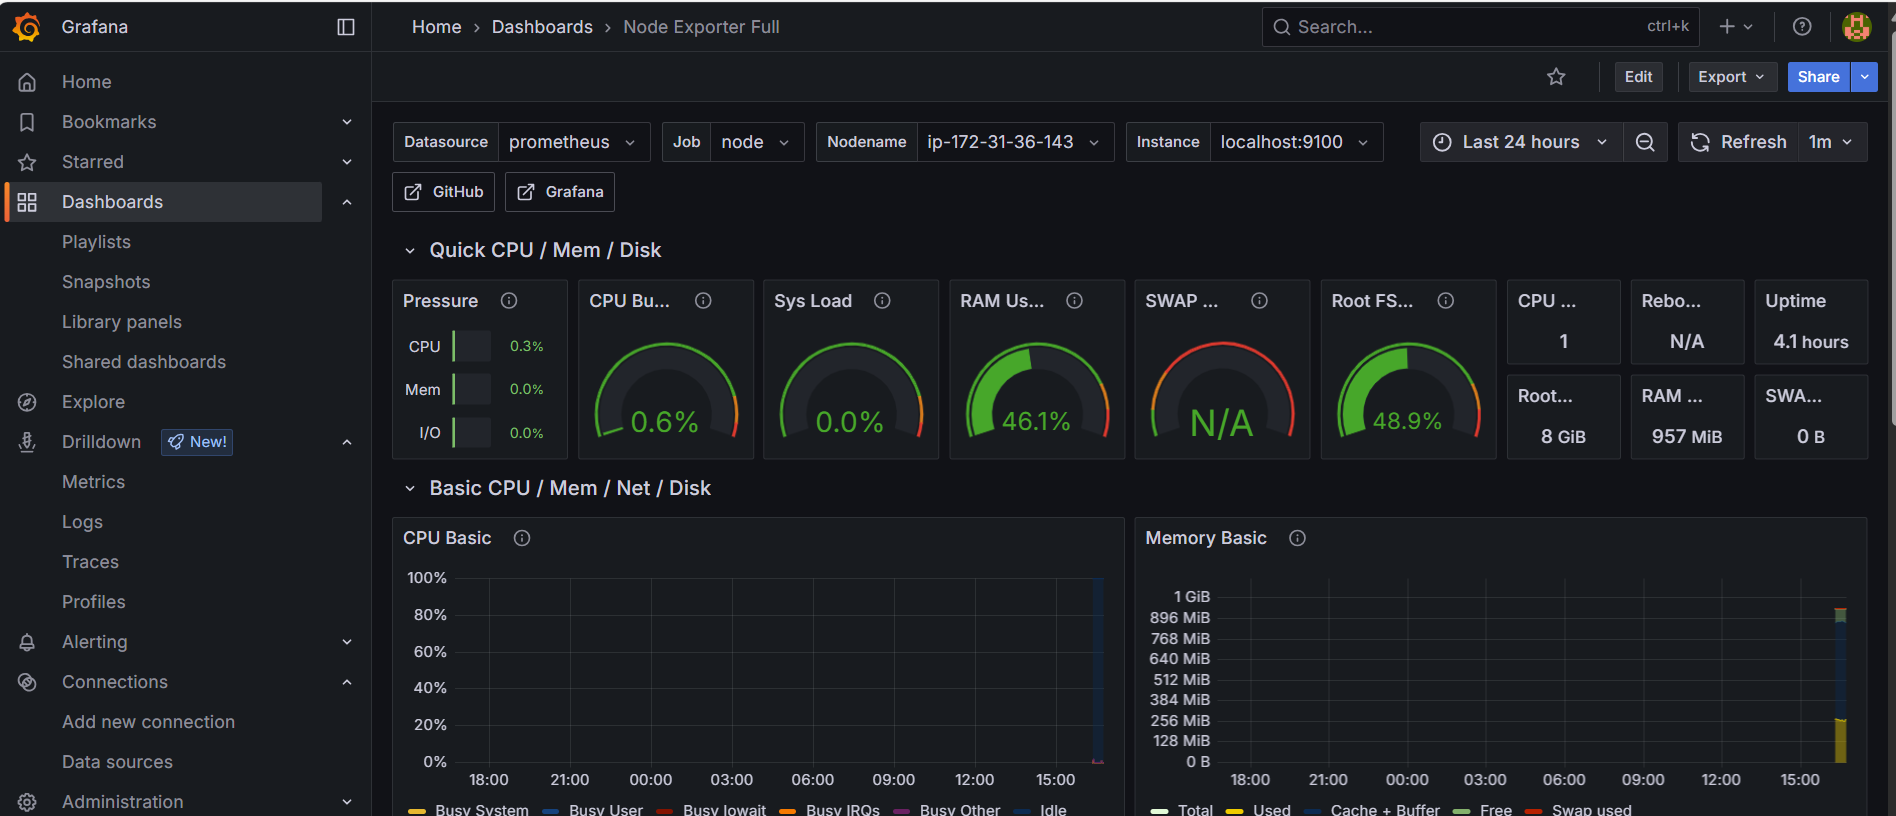 Grafana
Home
Bookmarks
Starred
Dashboards
Playlists
Snapshots
Library panels
Shared dashboards
Explore
Drilldown New!
Metrics
Logs
Traces
Profiles
Alerting
Connections
Add new connection
Data sources
Administration
Home › Dashboards › Node Exporter Full
Search... ctrl+k
Edit Export Share
Datasource prometheus Job node Nodename ip-172-31-36-143 Instance localhost:9100 Last 24 hours Refresh 1m
GitHub Grafana
Quick CPU / Mem / Disk
Pressure
CPU 0.3%
Mem 0.0%
I/O 0.0%
CPU Bu...
0.6%
Sys Load
0.0%
RAM Us...
46.1%
SWAP ...
N/A
Root FS...
48.9%
CPU ...
1
Rebo...
N/A
Uptime
4.1 hours
Root...
8 GiB
RAM ...
957 MiB
SWA...
0 B
Basic CPU / Mem / Net / Disk
CPU Basic
100%
80%
60%
40%
20%
0%
18:00 21:00 00:00 03:00 06:00 09:00 12:00 15:00
Busy System Busy User Busy Iowait Busy IRQs Busy Other Idle
Memory Basic
1 GiB
896 MiB
768 MiB
640 MiB
512 MiB
384 MiB
256 MiB
128 MiB
0 B
18:00 21:00 00:00 03:00 06:00 09:00 12:00 15:00
Total Used Cache + Buffer Free Swap used